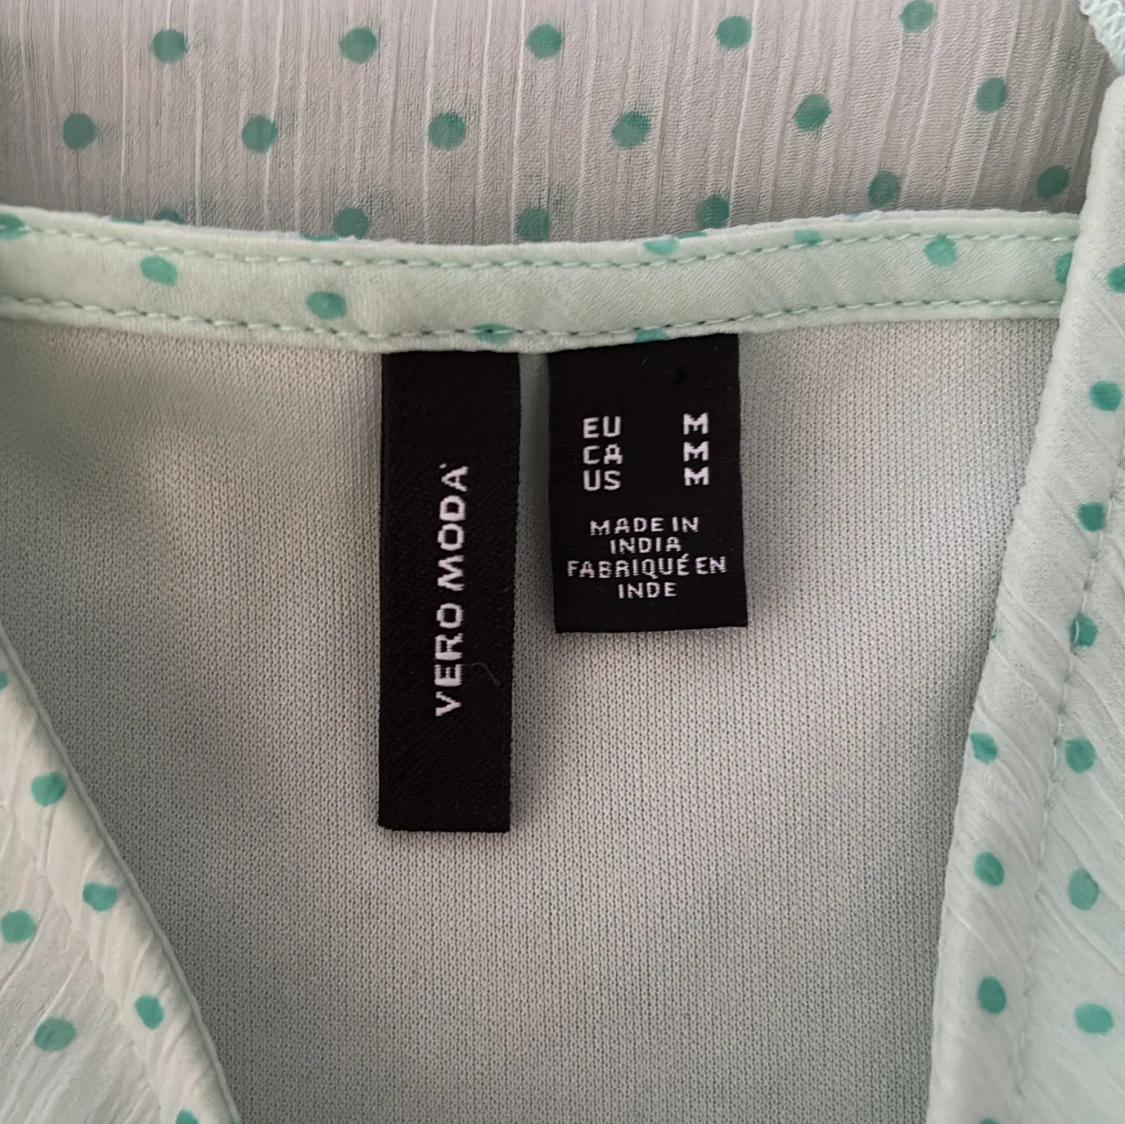 VERO MODA
EU M
CA M
US M
MADE IN
INDIA
FABRIQUÉ EN
INDE